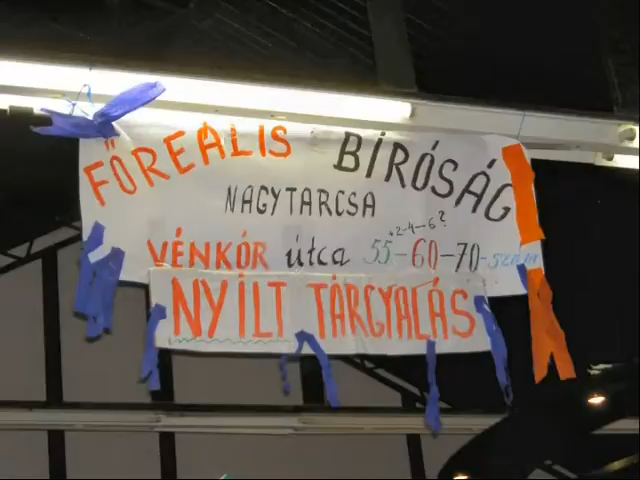 FŐREÁLIS BÍRÓSÁG
NAGYTARCSA
+2-4-6?
VÉNKÓR útca 55-60-70-SZÁM
NYÍLT TÁRGYALÁS